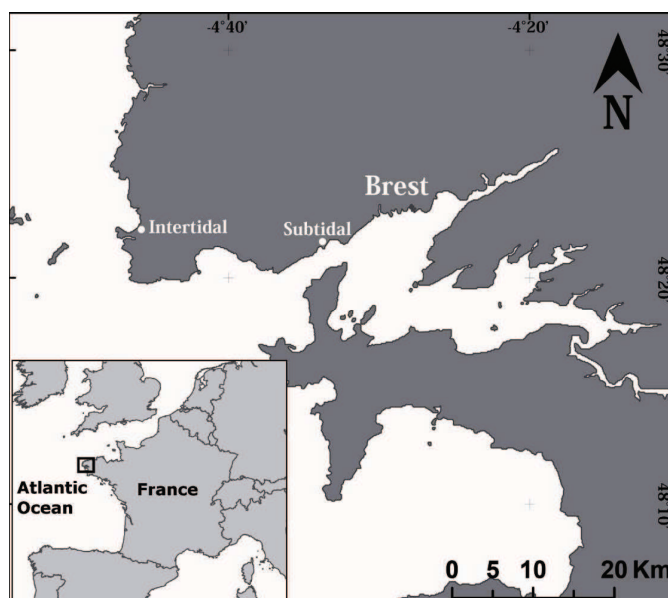 -4°40'
-4°20'
48°30'
N
Brest
Intertidal
Subtidal
48°20'
Atlantic
Ocean
France
48°10'
0 5 10 20 Km